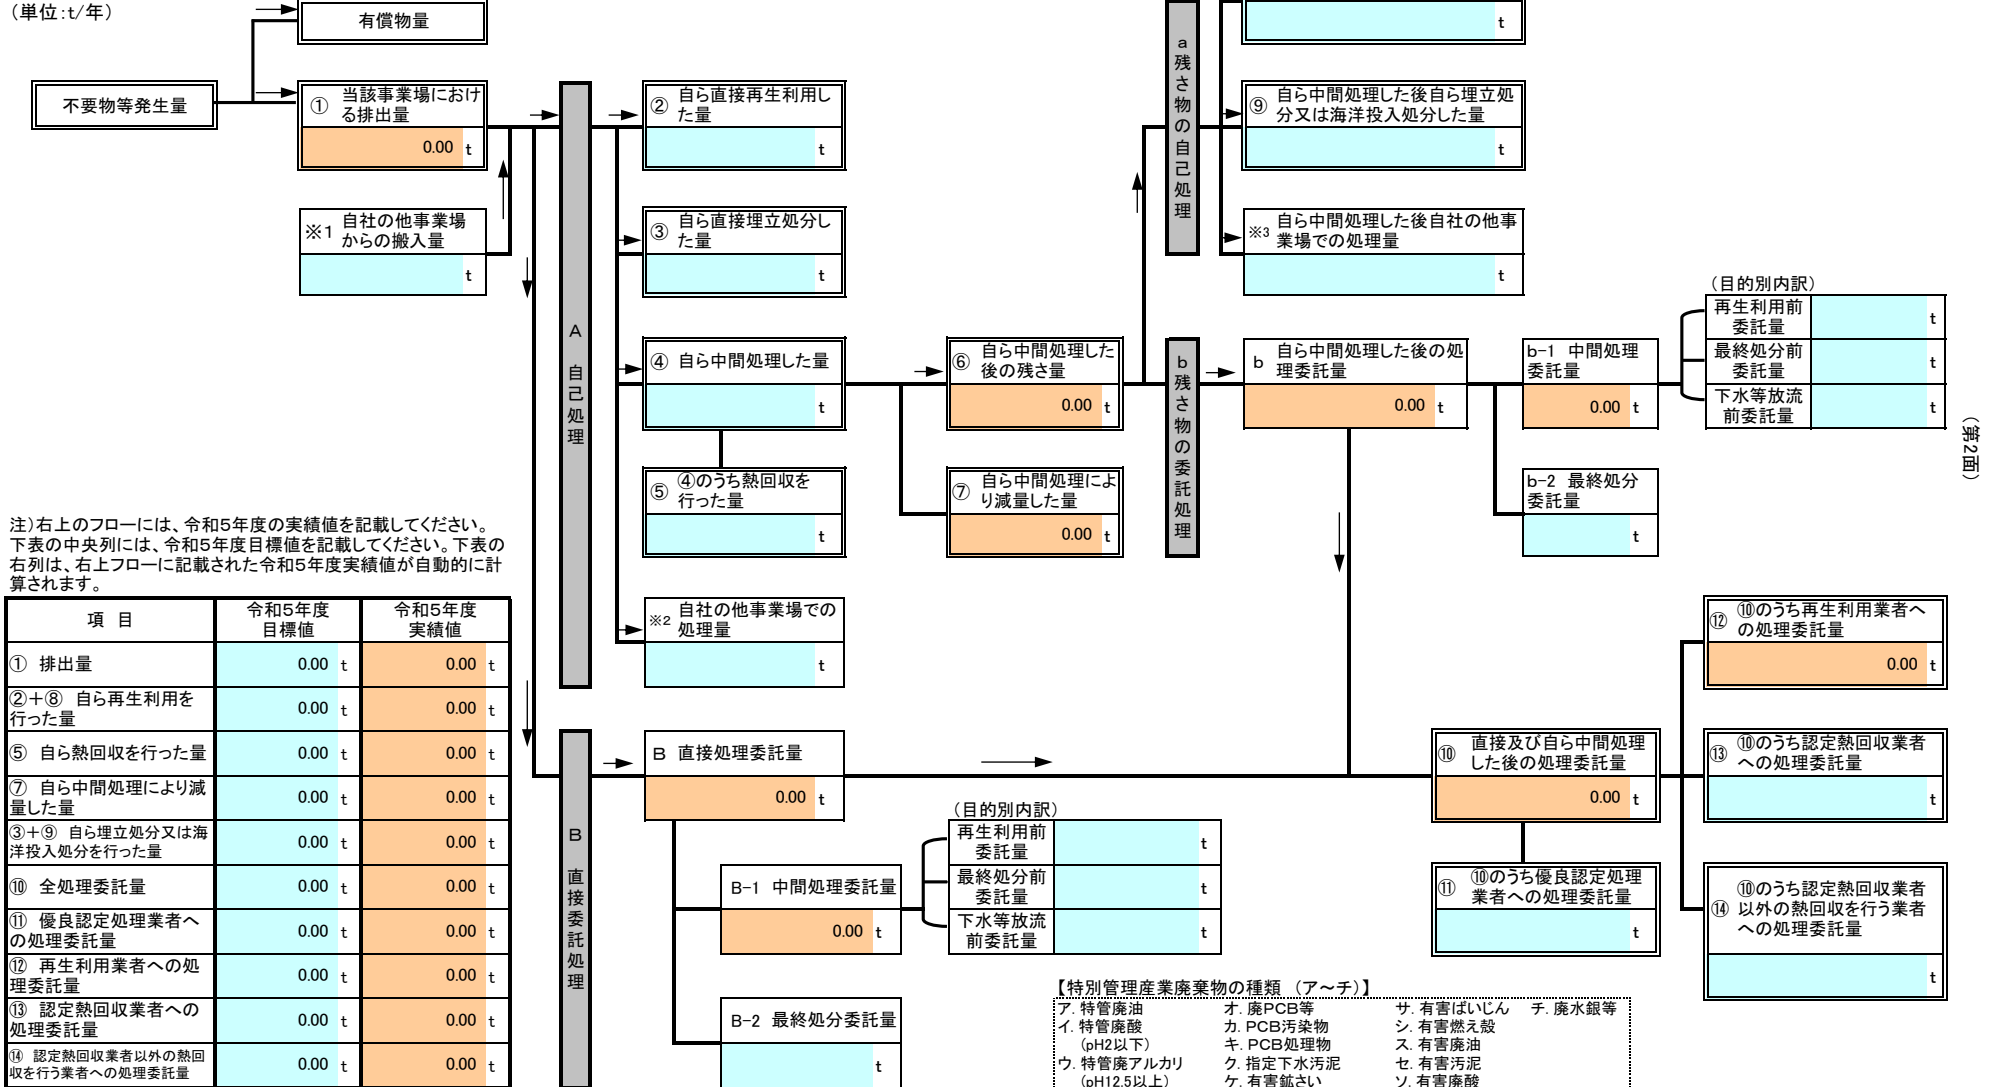 （単位：t/年）
有償物量
不要物等発生量
① 当該事業場におけ
る排出量
0.00 t
※1 自社の他事業場
からの搬入量
t
A 自己処理
② 自ら直接再生利用し
た量
t
③ 自ら直接埋立処分し
た量
t
④ 自ら中間処理した量
t
⑤ ④のうち熱回収を
行った量
t
※2 自社の他事業場での
処理量
t
⑥ 自ら中間処理した
後の残さ量
0.00 t
⑦ 自ら中間処理によ
り減量した量
0.00 t
a 残さ物の自己処理
t
⑨ 自ら中間処理した後自ら埋立処
分又は海洋投入処分した量
t
※3 自ら中間処理した後自社の他事
業場での処理量
t
b 残さ物の委託処理
b 自ら中間処理した後の処
理委託量
0.00 t
b-1 中間処理
委託量
0.00 t
（目的別内訳）
再生利用前
委託量 t
最終処分前
委託量 t
下水等放流
前委託量 t
b-2 最終処分
委託量
t
（第2面）
注）右上のフローには、令和5年度の実績値を記載してください。
下表の中央列には、令和5年度目標値を記載してください。下表の
右列は、右上フローに記載された令和5年度実績値が自動的に計
算されます。
項 目 令和5年度 目標値 令和5年度 実績値
① 排出量 0.00 t 0.00 t
②＋⑧ 自ら再生利用を
行った量 0.00 t 0.00 t
⑤ 自ら熱回収を行った量 0.00 t 0.00 t
⑦ 自ら中間処理により減
量した量 0.00 t 0.00 t
③＋⑨ 自ら埋立処分又は海
洋投入処分を行った量 0.00 t 0.00 t
⑩ 全処理委託量 0.00 t 0.00 t
⑪ 優良認定処理業者へ
の処理委託量 0.00 t 0.00 t
⑫ 再生利用業者への処
理委託量 0.00 t 0.00 t
⑬ 認定熱回収業者への
処理委託量 0.00 t 0.00 t
⑭ 認定熱回収業者以外の熱回
収を行う業者への処理委託量 0.00 t 0.00 t
B 直接委託処理
B 直接処理委託量
0.00 t
B-1 中間処理委託量
0.00 t
（目的別内訳）
再生利用前
委託量 t
最終処分前
委託量 t
下水等放流
前委託量 t
B-2 最終処分委託量
t
⑩ 直接及び自ら中間処理
した後の処理委託量
0.00 t
⑪ ⑩のうち優良認定処理
業者への処理委託量
t
⑫ ⑩のうち再生利用業者へ
の処理委託量
0.00 t
⑬ ⑩のうち認定熱回収業者
への処理委託量
t
⑭ ⑩のうち認定熱回収業者
以外の熱回収を行う業者
への処理委託量
t
【特別管理産業廃棄物の種類 （ア～チ）】
ア. 特管廃油 オ. 廃PCB等 サ. 有害ばいじん チ. 廃水銀等
イ. 特管廃酸 カ. PCB汚染物 シ. 有害燃え殻
（pH2以下） キ. PCB処理物 ス. 有害廃油
ウ. 特管廃アルカリ ク. 指定下水汚泥 セ. 有害汚泥
（pH12.5以上） ケ. 有害鉱さい ソ. 有害廃酸